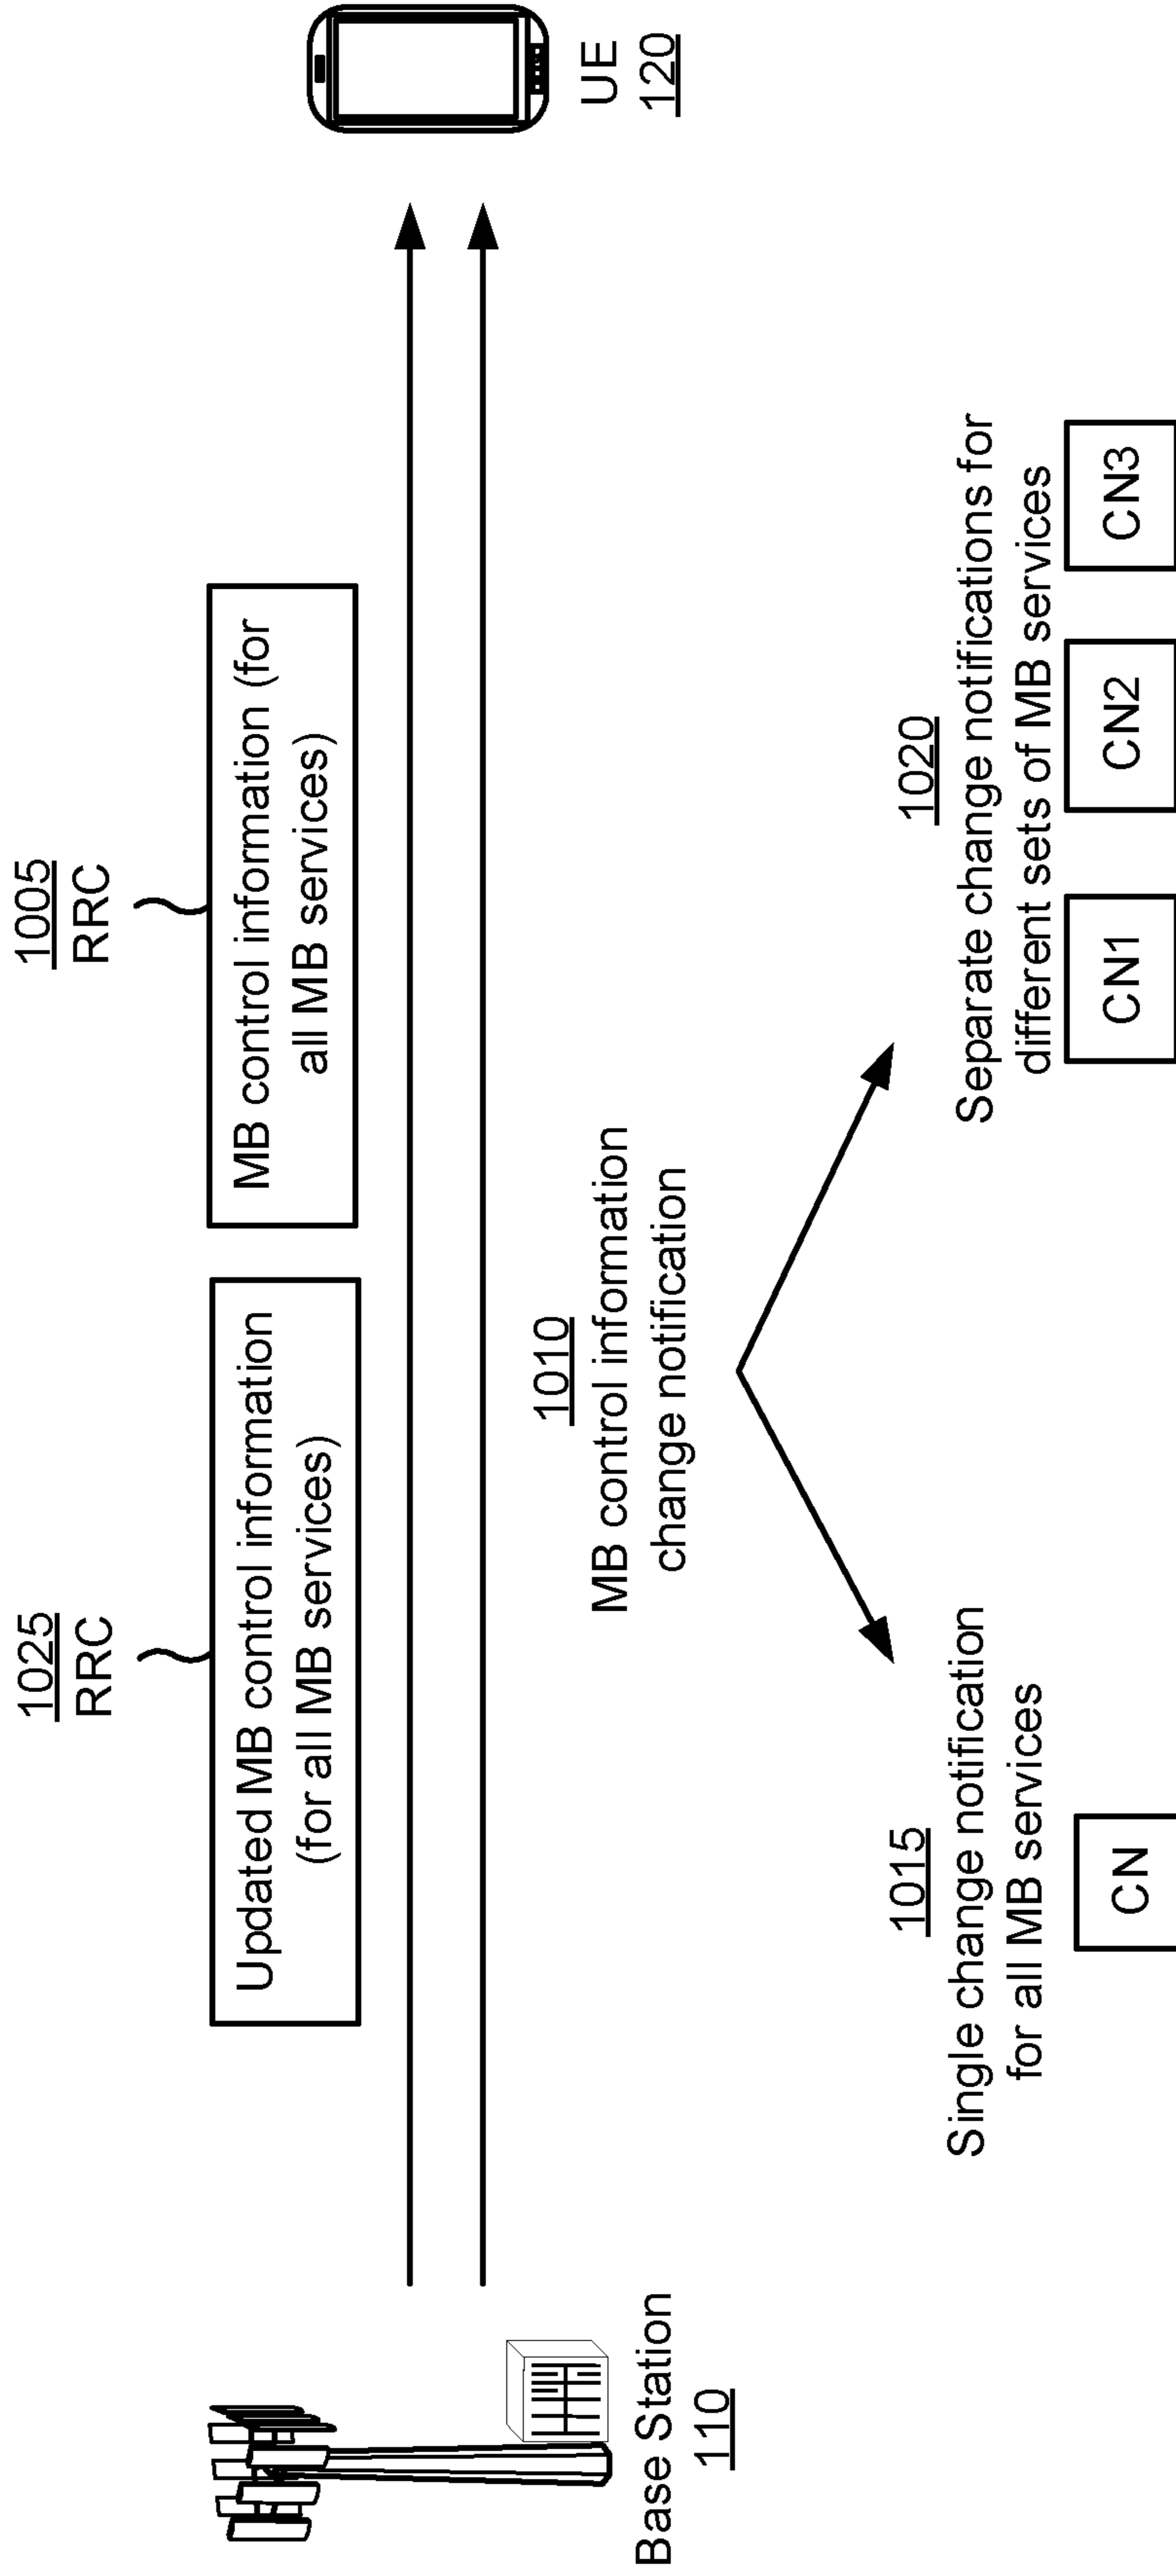 1025
RRC
1005
RRC
Updated MB control information
(for all MB services)
MB control information (for
all MB services)
Base Station
110
UE
120
1010
MB control information
change notification
1015
Single change notification
for all MB services
CN
1020
Separate change notifications for
different sets of MB services
CN1
CN2
CN3